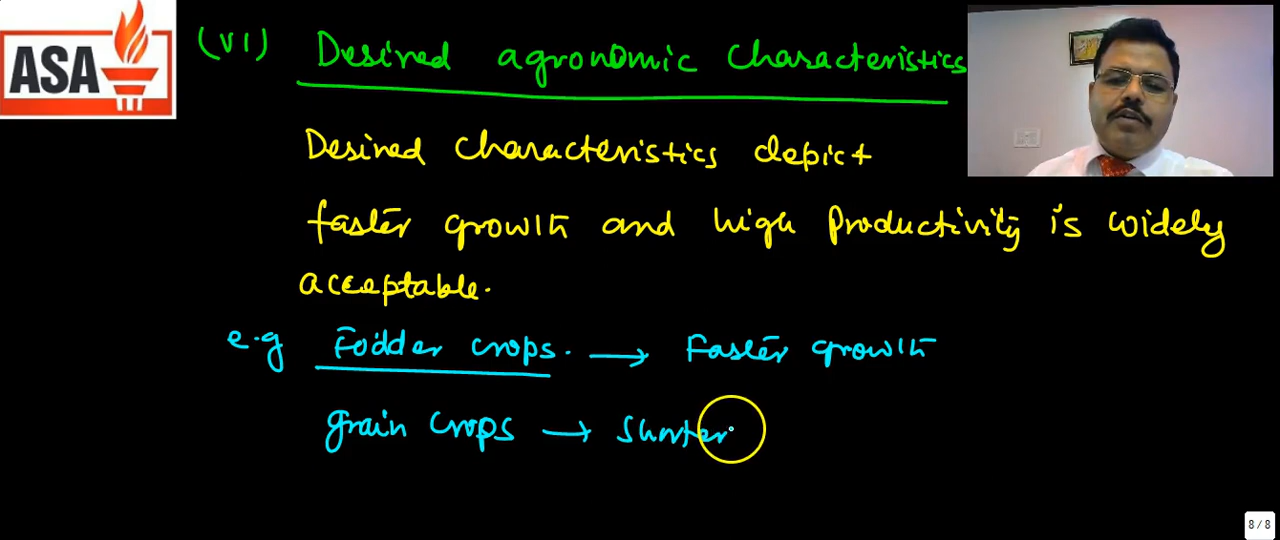 ASA
(VI) Desired agronomic characteristics
Desired characteristics depict
faster growth and high productivity is widely
acceptable.
e.g Fodder crops. → Faster growth
grain crops → shorter
8/8